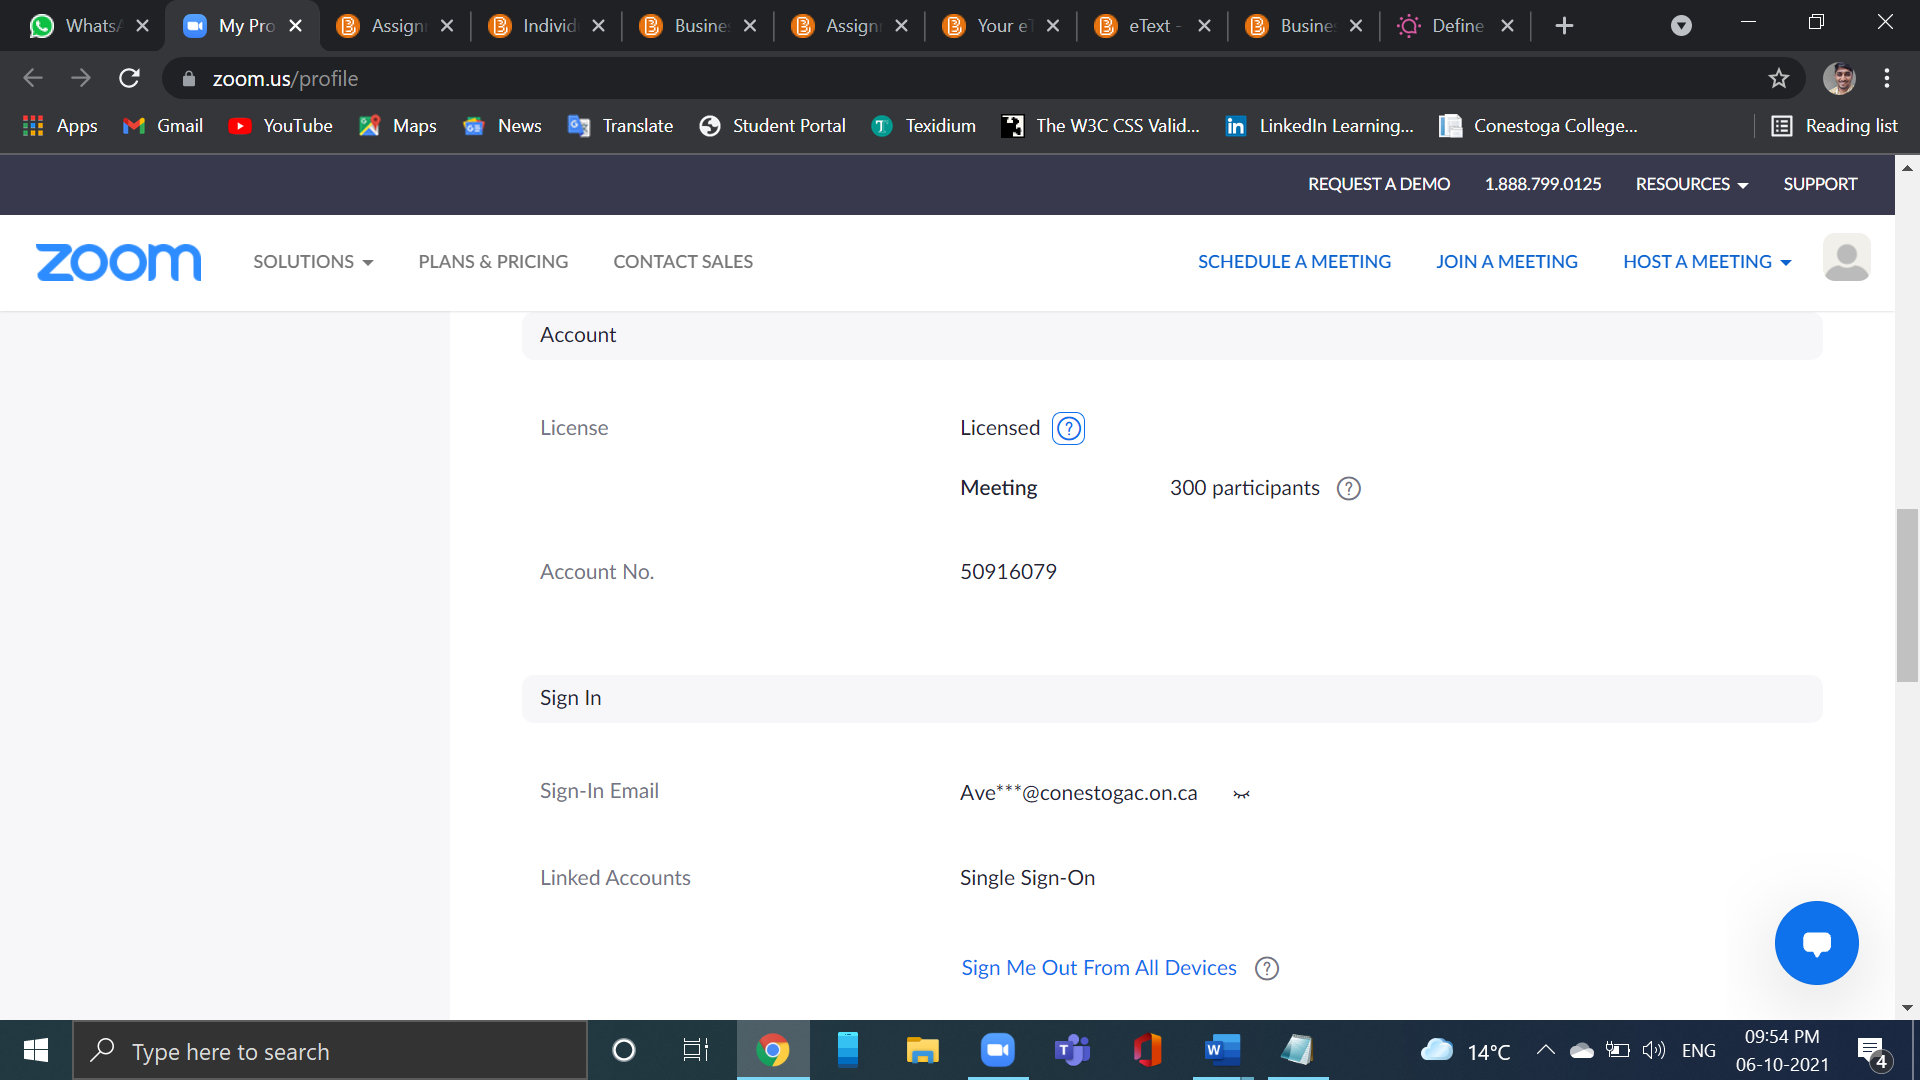 WhatsA
My Pro
Assign
Individ
Busine
Assign
Your eT
eText -
Busine
Define
zoom.us/profile
Apps
Gmail
YouTube
Maps
News
Translate
Student Portal
Texidium
The W3C CSS Valid...
LinkedIn Learning...
Conestoga College...
Reading list
REQUEST A DEMO
1.888.799.0125
RESOURCES
SUPPORT
zoom
SOLUTIONS
PLANS & PRICING
CONTACT SALES
SCHEDULE A MEETING
JOIN A MEETING
HOST A MEETING
Account
License
Licensed
Meeting
300 participants
Account No.
50916079
Sign In
Sign-In Email
Ave***@conestogac.on.ca
Linked Accounts
Single Sign-On
Sign Me Out From All Devices
Type here to search
14°C
ENG
09:54 PM
06-10-2021
4